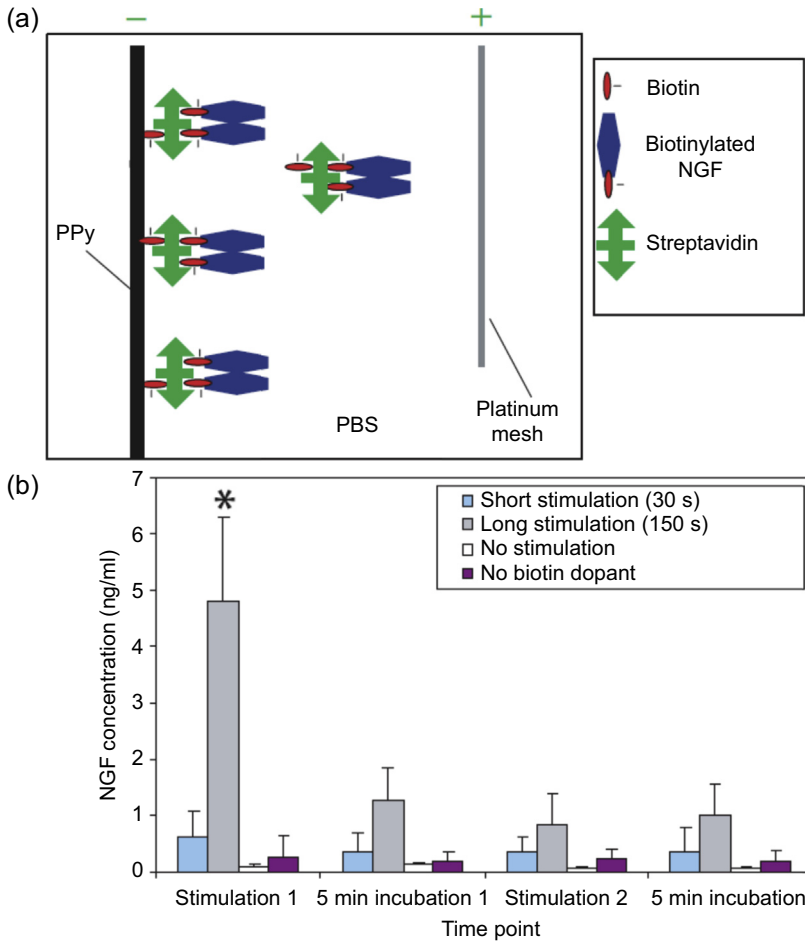 (a)
− +
PPy
PBS
Platinum
mesh
Biotin
Biotinylated
NGF
Streptavidin
(b)
NGF concentration (ng/ml)
7
6
5
4
3
2
1
0
*
Short stimulation (30 s)
Long stimulation (150 s)
No stimulation
No biotin dopant
Stimulation 1 5 min incubation 1 Stimulation 2 5 min incubation
Time point